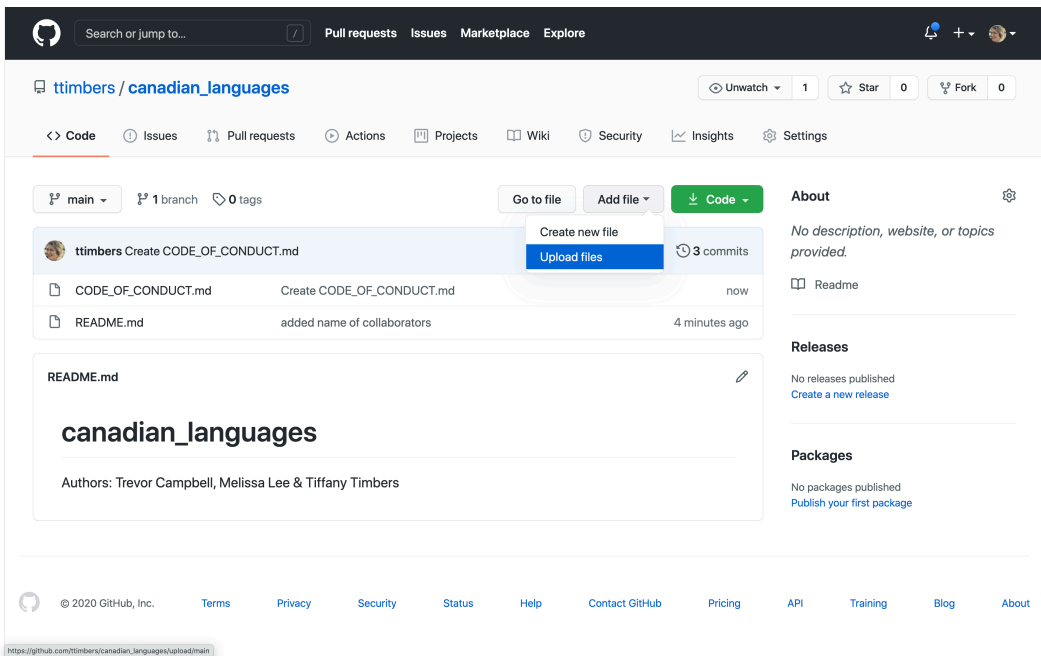 Search or jump to... / Pull requests Issues Marketplace Explore
ttimbers / canadian_languages Unwatch 1 Star 0 Fork 0
Code Issues Pull requests Actions Projects Wiki Security Insights Settings
main 1 branch 0 tags Go to file Add file Code About
Create new file
Upload files
No description, website, or topics
provided.
ttimbers Create CODE_OF_CONDUCT.md 3 commits
Readme
CODE_OF_CONDUCT.md Create CODE_OF_CONDUCT.md now
README.md added name of collaborators 4 minutes ago
Releases
No releases published
Create a new release
README.md
canadian_languages
Authors: Trevor Campbell, Melissa Lee & Tiffany Timbers
Packages
No packages published
Publish your first package
© 2020 GitHub, Inc. Terms Privacy Security Status Help Contact GitHub Pricing API Training Blog About
https://github.com/ttimbers/canadian_languages/upload/main